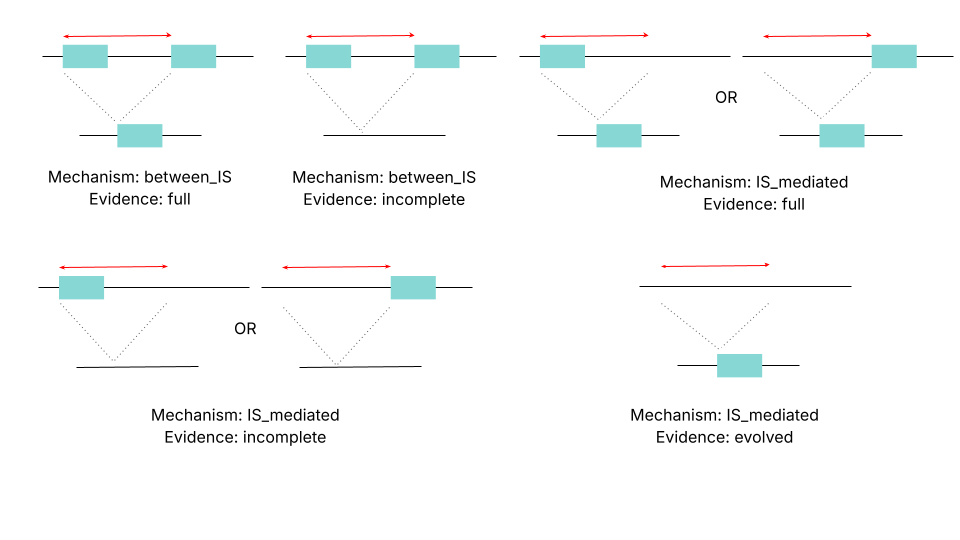 OR
Mechanism: between_IS
Evidence: full
Mechanism: between_IS
Evidence: incomplete
Mechanism: IS_mediated
Evidence: full
OR
Mechanism: IS_mediated
Evidence: incomplete
Mechanism: IS_mediated
Evidence: evolved